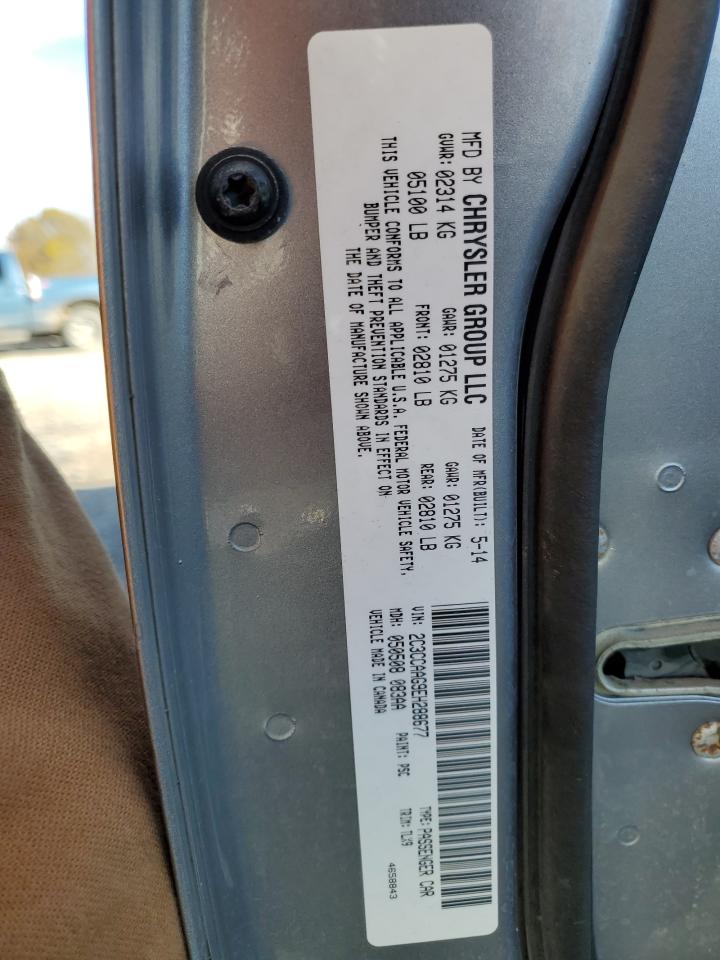 MFD BY CHRYSLER GROUP LLC DATE OF MFR(BUILT): 5-14
GVWR: 02314 KG GAWR: 01275 KG GAWR: 01275 KG
05100 LB FRONT: 02810 LB REAR: 02810 LB
THIS VEHICLE CONFORMS TO ALL APPLICABLE U.S.A. FEDERAL MOTOR VEHICLE SAFETY,
BUMPER AND THEFT PREVENTION STANDARDS IN EFFECT ON
THE DATE OF MANUFACTURE SHOWN ABOVE.
VIN: 2C3CCAAG9EH288677 TYPE: PASSENGER CAR
MDH: 050508 083AA PAINT: PSC TRIM: TLX9
VEHICLE MADE IN CANADA 4658843